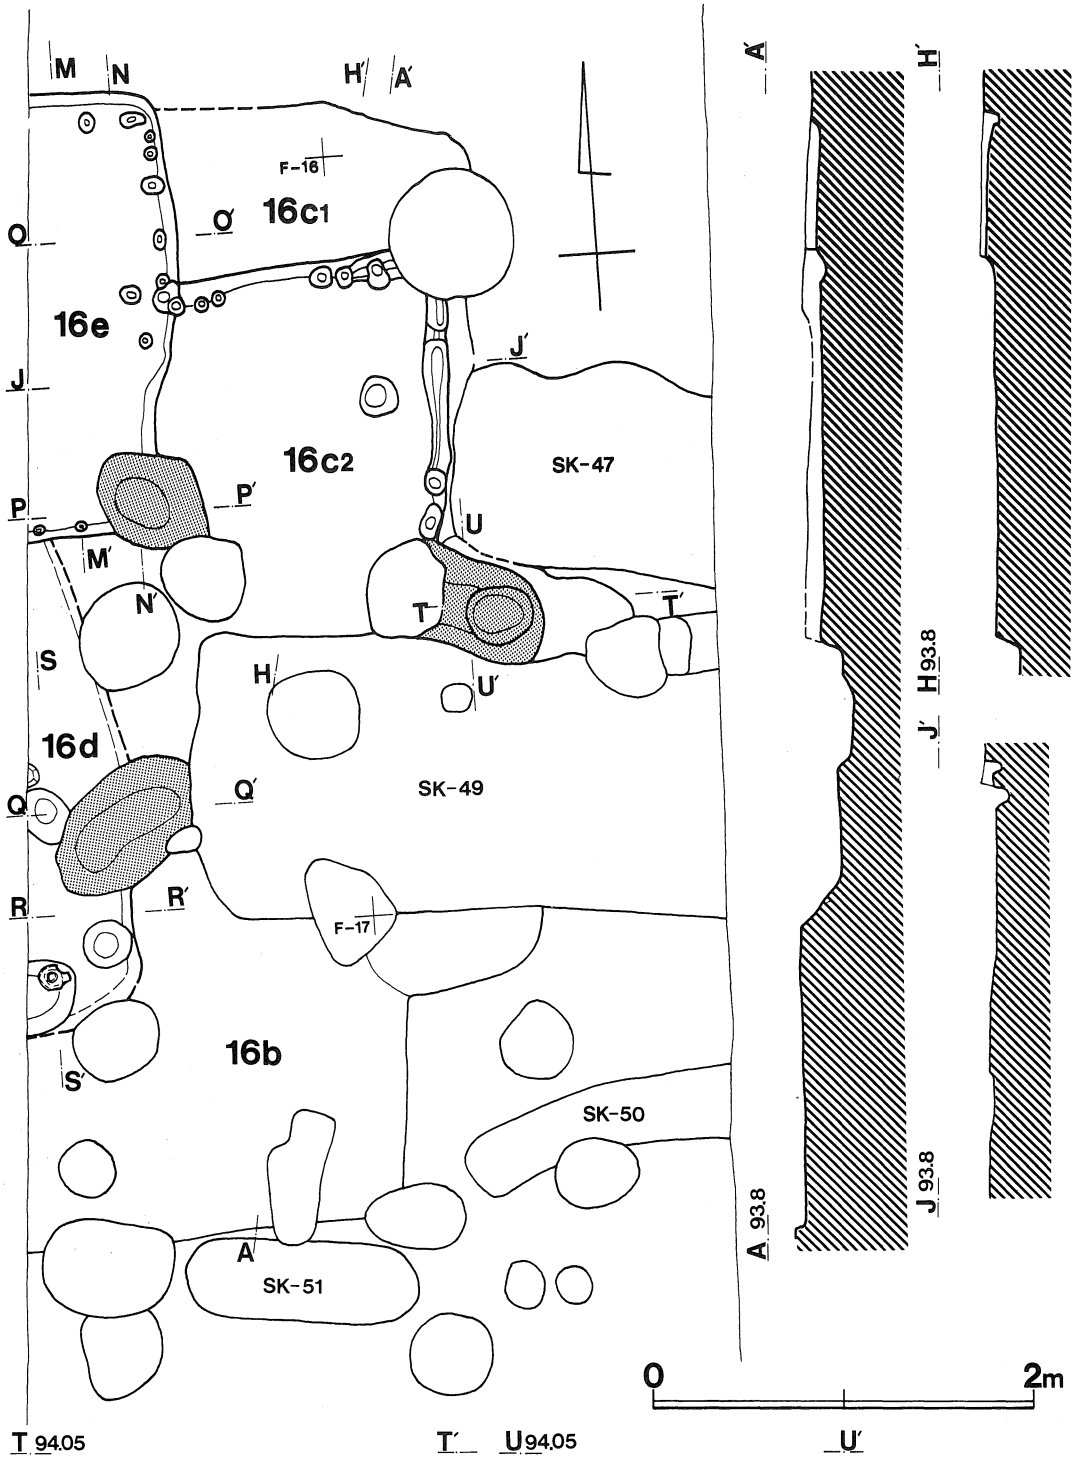 M N H′ A′ A′ H′
F-16
16c1
O O′
16e
J J′
16c2 SK-47
P P′
U
M′
N′ T T′
S H U′
H 93.8
16d J′
Q Q′ SK-49
R R′
F-17
16b
S′
SK-50
A 93.8 J 93.8
A
SK-51
0 2m
T 94.05 T′ U 94.05 U′